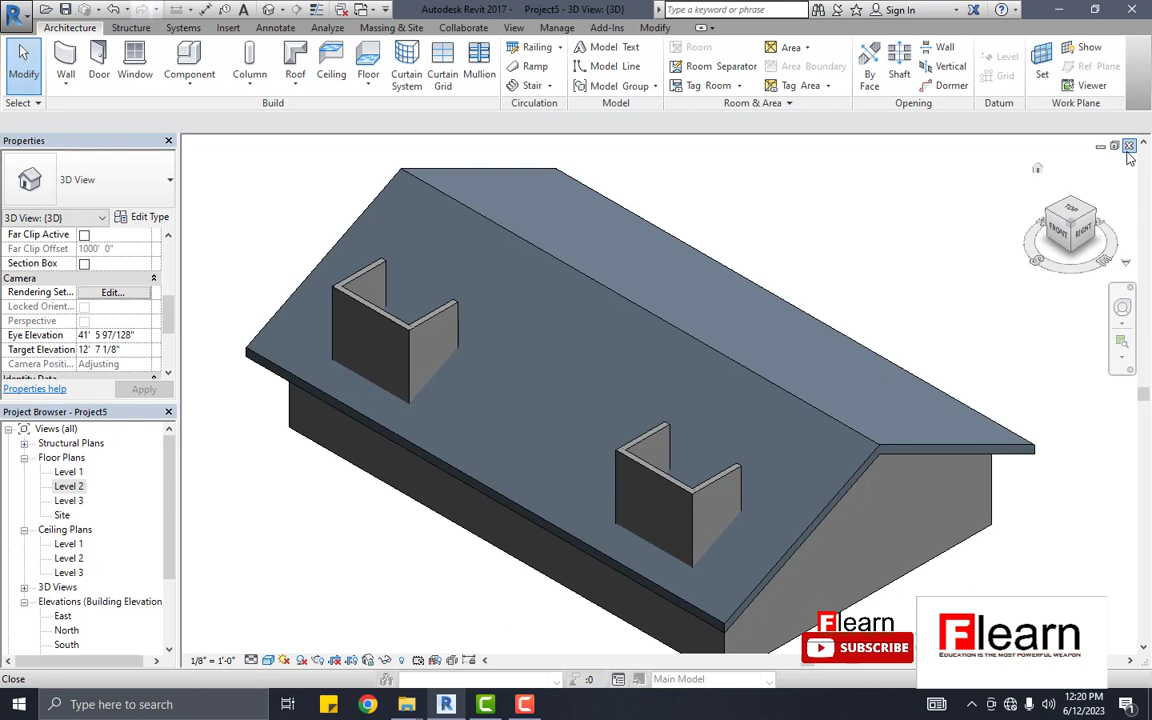 Autodesk Revit 2017 - Project5 - 3D View: {3D}
Type a keyword or phrase
Sign In
Architecture Structure Systems Insert Annotate Analyze Massing & Site Collaborate View Manage Add-Ins Modify
Modify
Wall
Door
Window
Component
Column
Roof
Ceiling
Floor
Curtain System
Curtain Grid
Mullion
Railing
Ramp
Stair
Model Text
Model Line
Model Group
Room
Room Separator
Tag Room
Area
Area Boundary
Tag Area
By Face
Shaft
Wall
Vertical
Dormer
Level
Grid
Set
Show
Ref Plane
Viewer
Select
Build
Circulation
Model
Room & Area
Opening
Datum
Work Plane
Properties
3D View
3D View: {3D}
Edit Type
Far Clip Active
Far Clip Offset 1000' 0"
Section Box
Camera
Rendering Set... Edit...
Locked Orient...
Perspective
Eye Elevation 41' 5 97/128"
Target Elevation 12' 7 1/8"
Camera Positi... Adjusting
Properties help
Apply
Project Browser - Project5
Views (all)
Structural Plans
Floor Plans
Level 1
Level 2
Level 3
Site
Ceiling Plans
Level 1
Level 2
Level 3
3D Views
Elevations (Building Elevation
East
North
South
TOP
FRONT
RIGHT
Flearn
SUBSCRIBE
Flearn
EDUCATION IS THE MOST POWERFUL WEAPON
1/8" = 1'-0"
Close
:0
Main Model
Type here to search
12:20 PM
6/12/2023